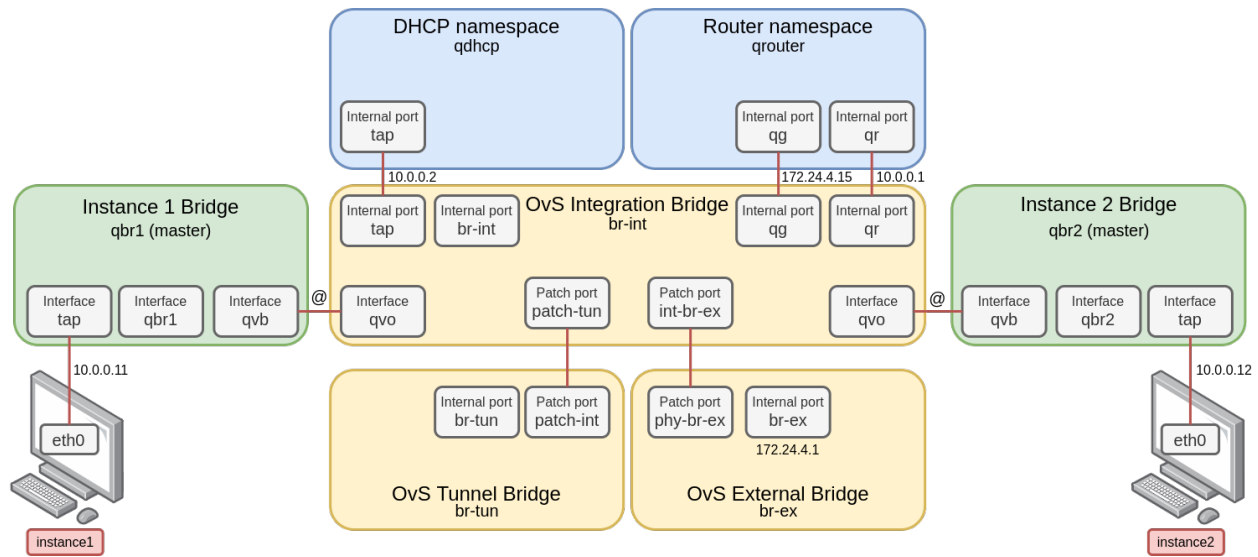 DHCP namespace
qdhcp
Internal port
tap
10.0.0.2
Router namespace
qrouter
Internal port
qg
Internal port
qr
172.24.4.15
10.0.0.1
Instance 1 Bridge
qbr1 (master)
Interface
tap
Interface
qbr1
Interface
qvb
@
10.0.0.11
eth0
instance1
OvS Integration Bridge
br-int
Internal port
tap
Internal port
br-int
Internal port
qg
Internal port
qr
Interface
qvo
Patch port
patch-tun
Patch port
int-br-ex
Interface
qvo
@
Instance 2 Bridge
qbr2 (master)
Interface
qvb
Interface
qbr2
Interface
tap
10.0.0.12
eth0
instance2
Internal port
br-tun
Patch port
patch-int
OvS Tunnel Bridge
br-tun
Patch port
phy-br-ex
Internal port
br-ex
172.24.4.1
OvS External Bridge
br-ex